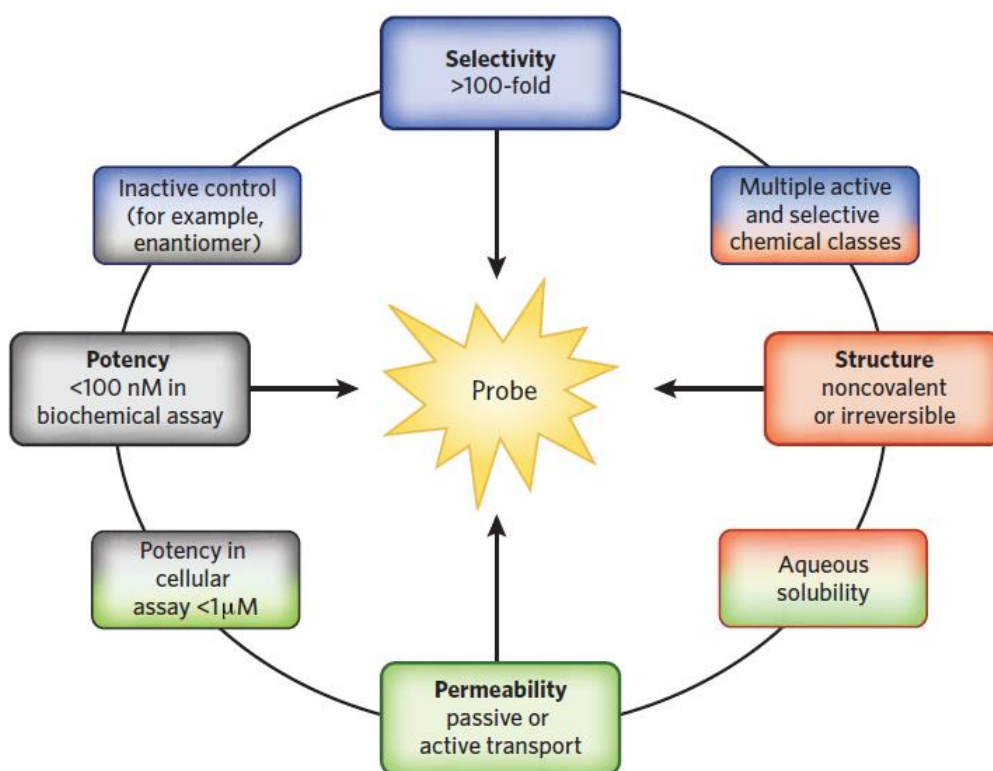 Selectivity
>100-fold
Inactive control
(for example,
enantiomer)
Multiple active
and selective
chemical classes
Potency
<100 nM in
biochemical assay
Probe
Structure
noncovalent
or irreversible
Potency in
cellular
assay <1μM
Aqueous
solubility
Permeability
passive or
active transport